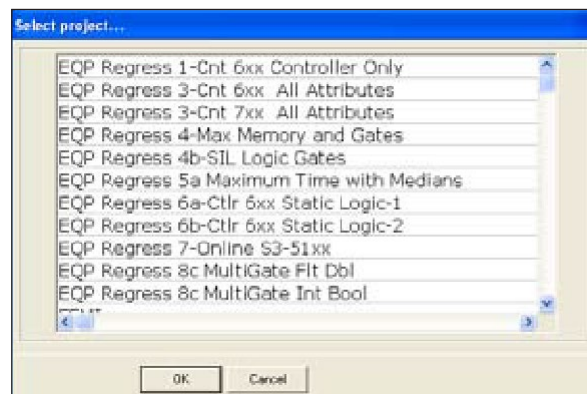 Select project...
EQP Regress 1-Cnt 6xx Controller Only
EQP Regress 3-Cnt 6xx  All Attributes
EQP Regress 3-Cnt 7xx  All Attributes
EQP Regress 4-Max Memory and Gates
EQP Regress 4b-SIL Logic Gates
EQP Regress 5a Maximum Time with Medians
EQP Regress 6a-Ctlr 6xx Static Logic-1
EQP Regress 6b-Ctlr 6xx Static Logic-2
EQP Regress 7-Online S3-51xx
EQP Regress 8c MultiGate Flt Dbl
EQP Regress 8c MultiGate Int Bool
OK Cancel